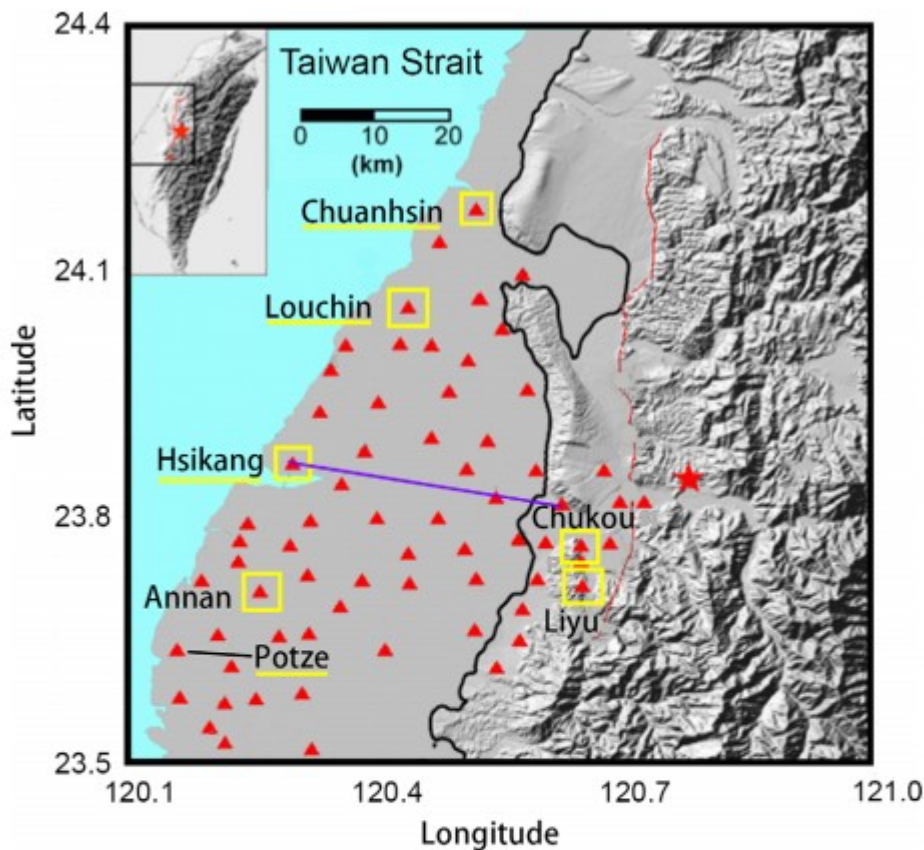 24.4
Taiwan Strait
0 10 20
(km)
Chuanhsin
24.1
Louchin
Latitude
Hsikang
23.8
Chukou
Annan
Liyu
Potze
23.5
120.1 120.4 120.7 121.0
Longitude